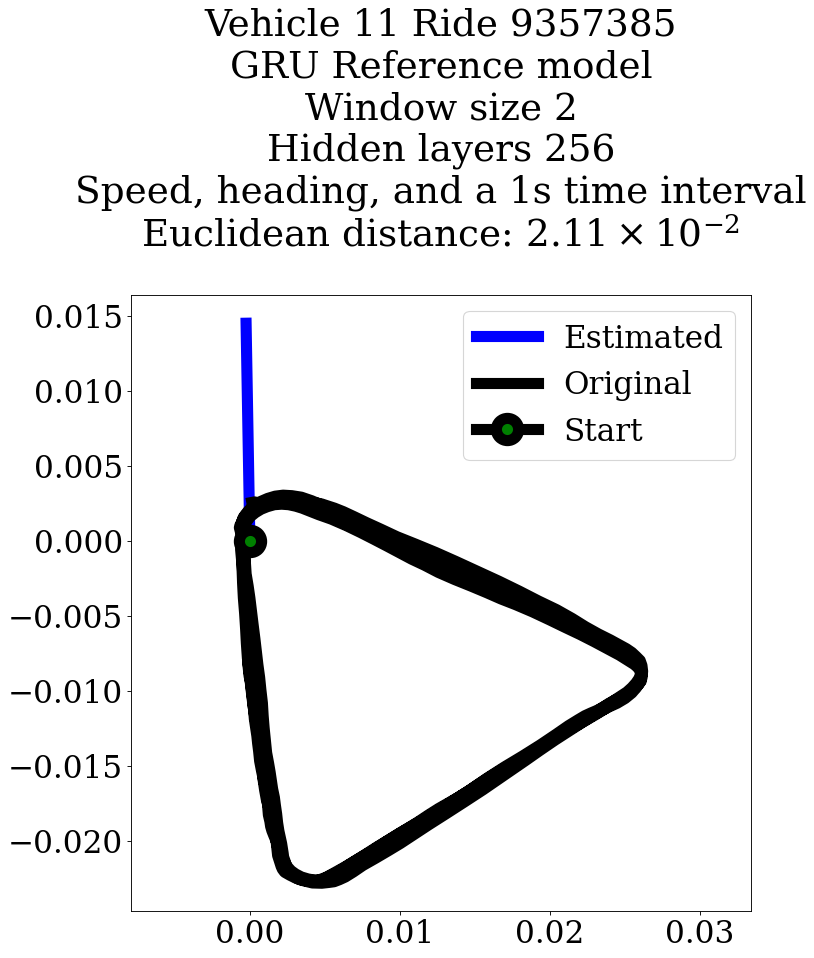 Vehicle 11 Ride 9357385
GRU Reference model
Window size 2
Hidden layers 256
Speed, heading, and a 1s time interval
Euclidean distance: 2.11 × 10⁻²
Estimated
Original
Start
0.015
0.010
0.005
0.000
−0.005
−0.010
−0.015
−0.020
0.00 0.01 0.02 0.03